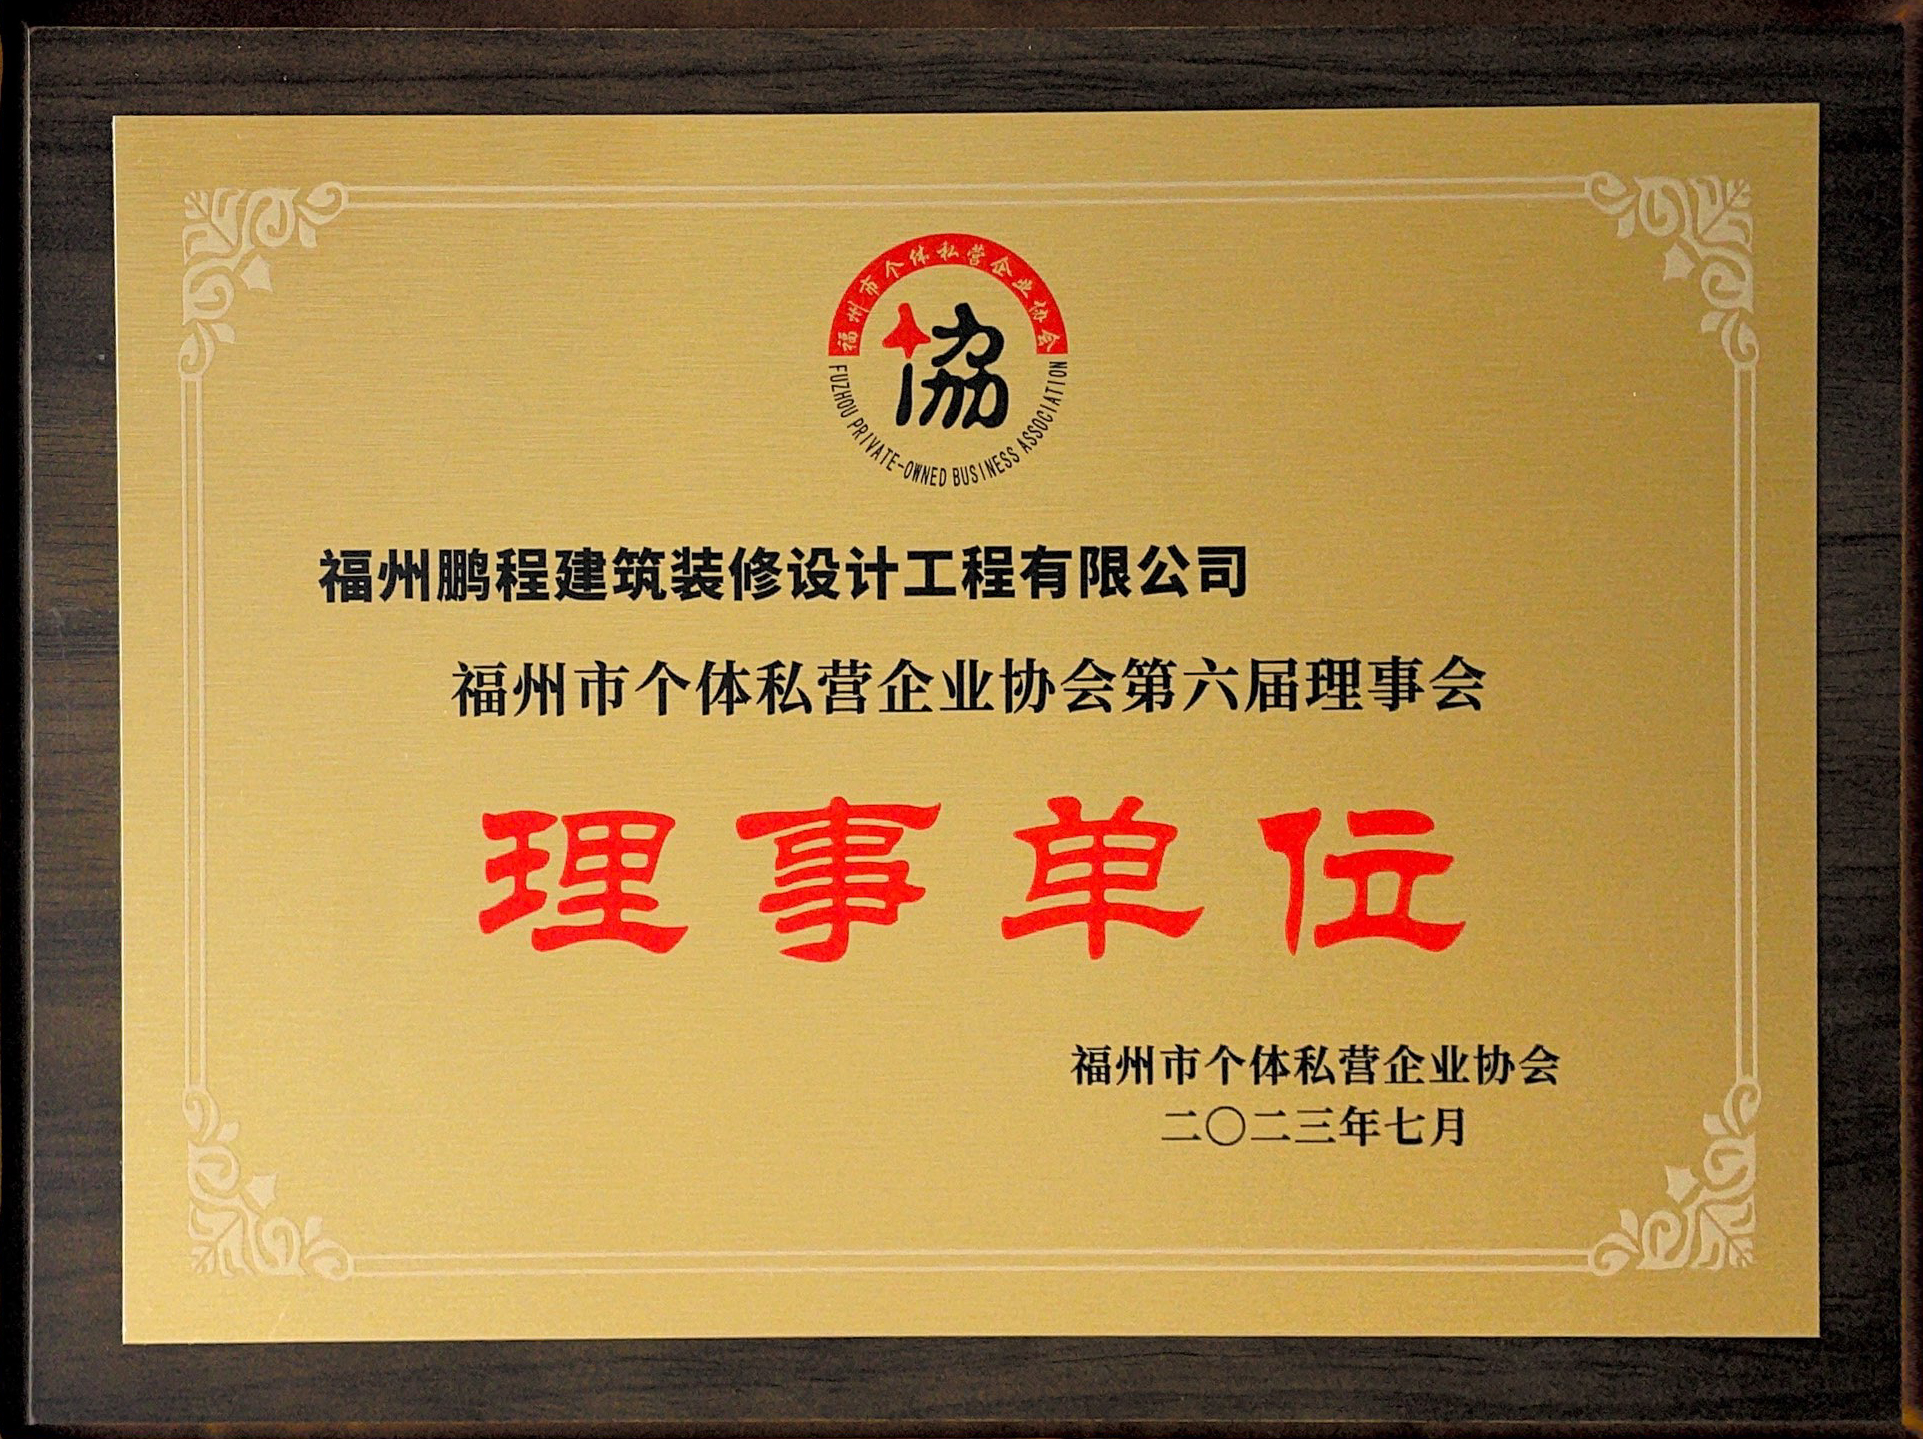 福州市个体私营企业协会
協
FUZHOU PRIVATE-OWNED BUSINESS ASSOCIATION
福州鹏程建筑装修设计工程有限公司
福州市个体私营企业协会第六届理事会
理事单位
福州市个体私营企业协会
二〇二三年七月